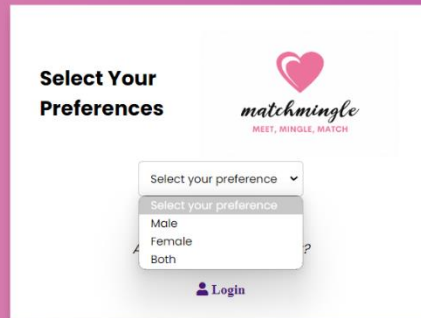 Select Your
Preferences
matchmingle
MEET, MINGLE, MATCH
Select your preference
Select your preference
Male
Female
Both
?
Login